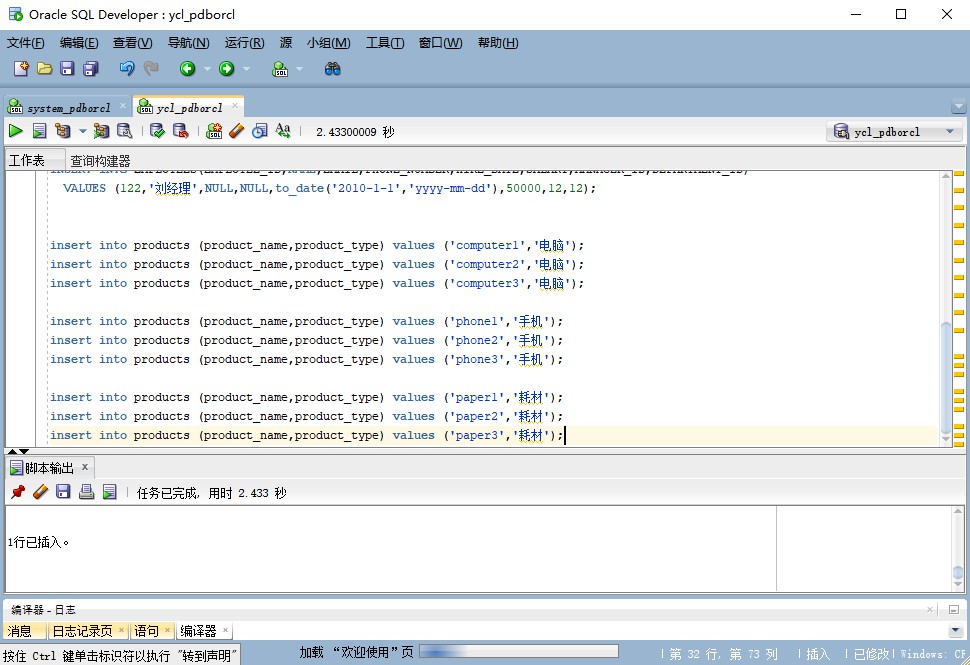 Oracle SQL Developer : ycl_pdborcl
文件(F) 编辑(E) 查看(V) 导航(N) 运行(R) 源 小组(M) 工具(T) 窗口(W) 帮助(H)
system_pdborcl × ycl_pdborcl ×
2.43300009 秒 ycl_pdborcl
工作表 查询构建器
VALUES (122,'刘经理',NULL,NULL,to_date('2010-1-1','yyyy-mm-dd'),50000,12,12);
insert into products (product_name,product_type) values ('computer1','电脑');
insert into products (product_name,product_type) values ('computer2','电脑');
insert into products (product_name,product_type) values ('computer3','电脑');
insert into products (product_name,product_type) values ('phone1','手机');
insert into products (product_name,product_type) values ('phone2','手机');
insert into products (product_name,product_type) values ('phone3','手机');
insert into products (product_name,product_type) values ('paper1','耗材');
insert into products (product_name,product_type) values ('paper2','耗材');
insert into products (product_name,product_type) values ('paper3','耗材');
脚本输出 ×
任务已完成, 用时 2.433 秒
1行已插入。
编译器 - 日志
消息 日志记录页 × 语句 × 编译器 ×
按住 Ctrl 键单击标识符以执行 "转到声明" 加载 “欢迎使用”页 | 第 32 行, 第 73 列 | 插入 | 已修改 | Windows: CF